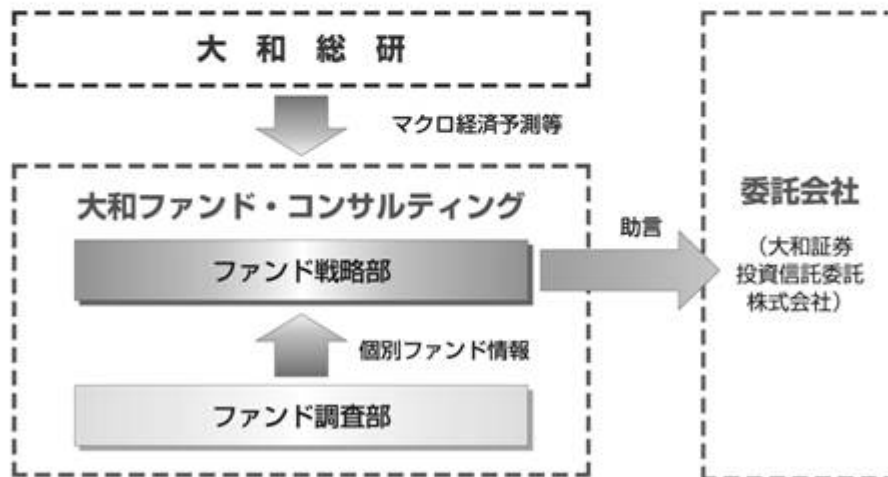 大和総研
マクロ経済予測等
大和ファンド・コンサルティング
ファンド戦略部
助言
委託会社
（大和証券
投資信託委託
株式会社）
個別ファンド情報
ファンド調査部